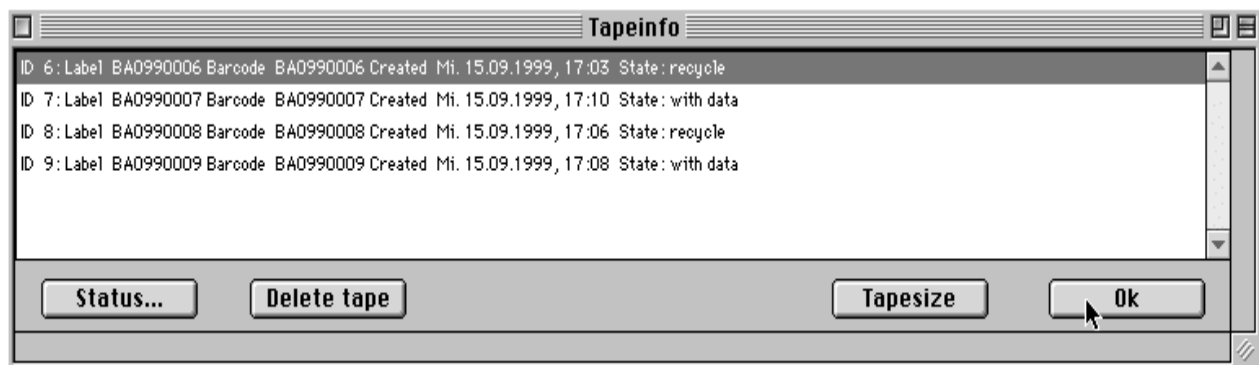 Tapeinfo
ID 6: Label BA0990006 Barcode BA0990006 Created Mi. 15.09.1999, 17:03 State: recycle
ID 7: Label BA0990007 Barcode BA0990007 Created Mi. 15.09.1999, 17:10 State: with data
ID 8: Label BA0990008 Barcode BA0990008 Created Mi. 15.09.1999, 17:06 State: recycle
ID 9: Label BA0990009 Barcode BA0990009 Created Mi. 15.09.1999, 17:08 State: with data
Status... Delete tape Tapesize Ok